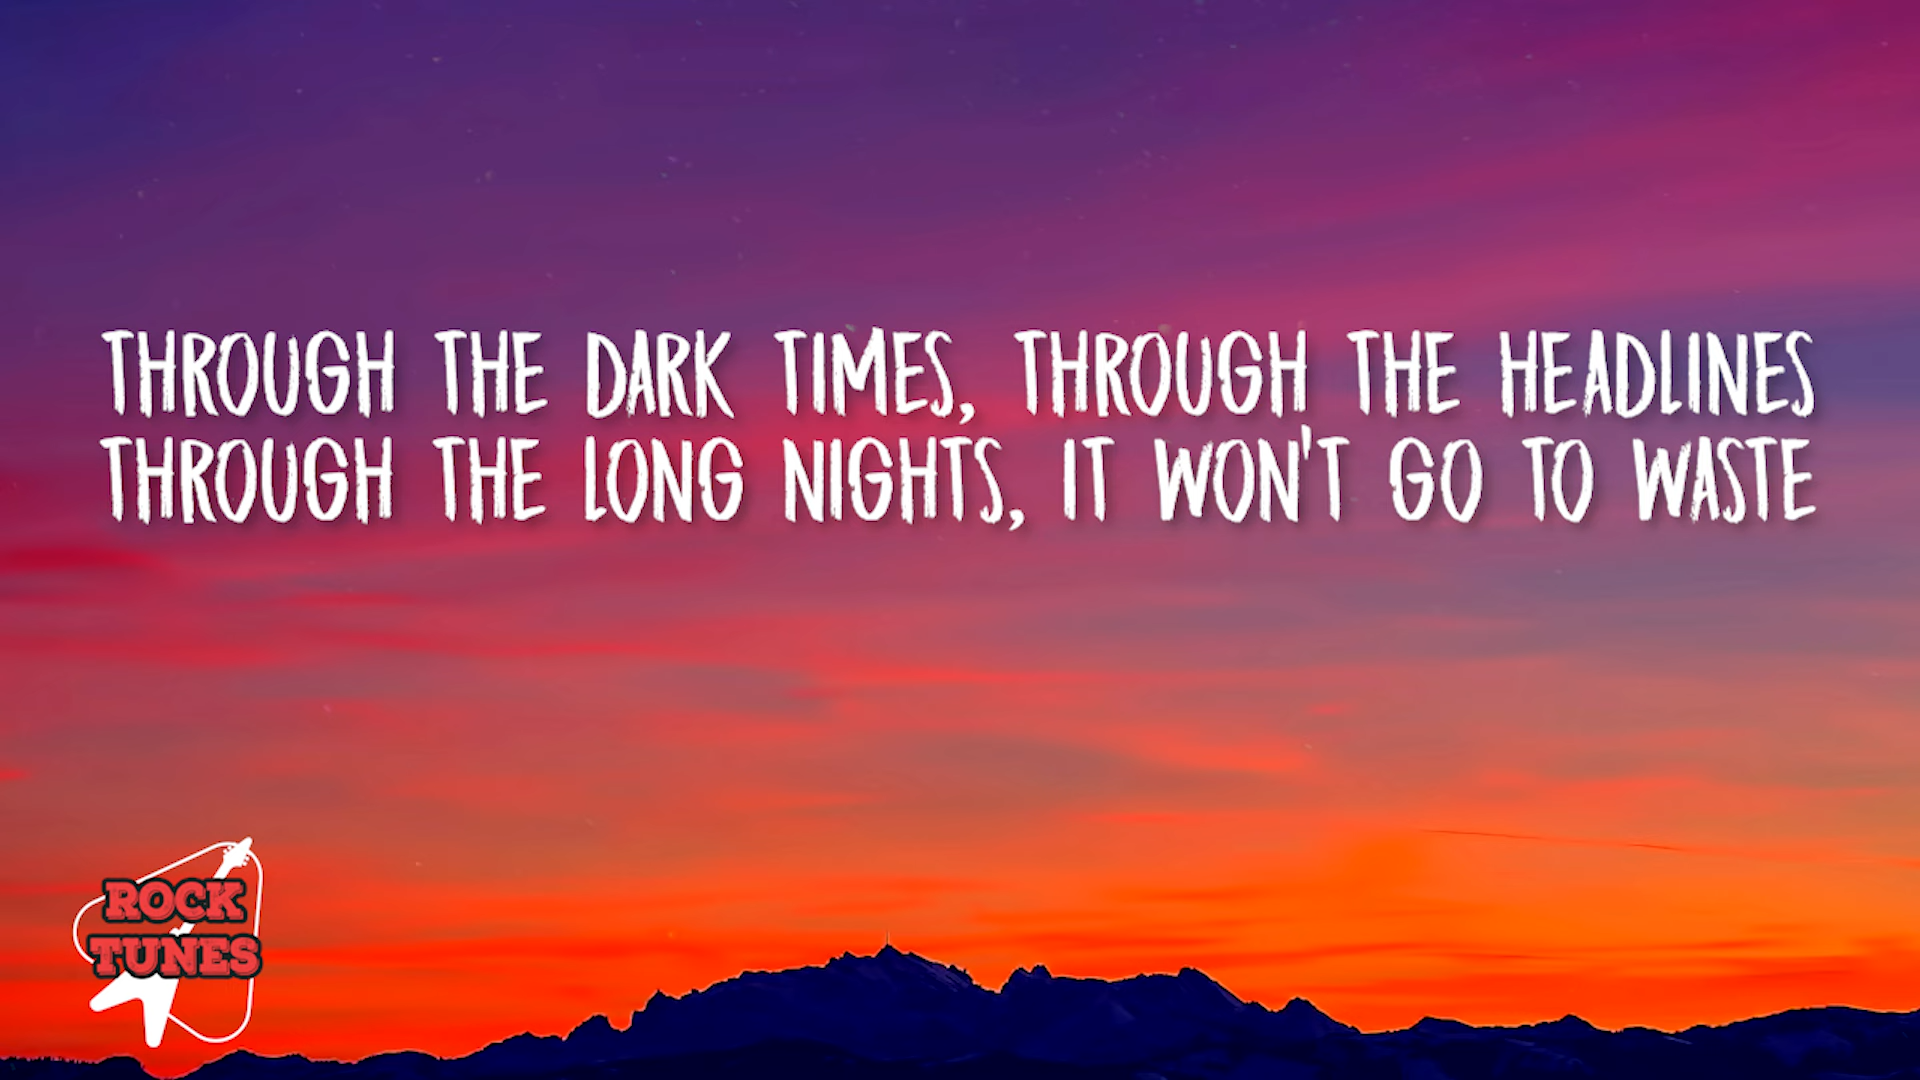 THROUGH THE DARK TIMES, THROUGH THE HEADLINES
THROUGH THE LONG NIGHTS, IT WON'T GO TO WASTE
ROCK
TUNES